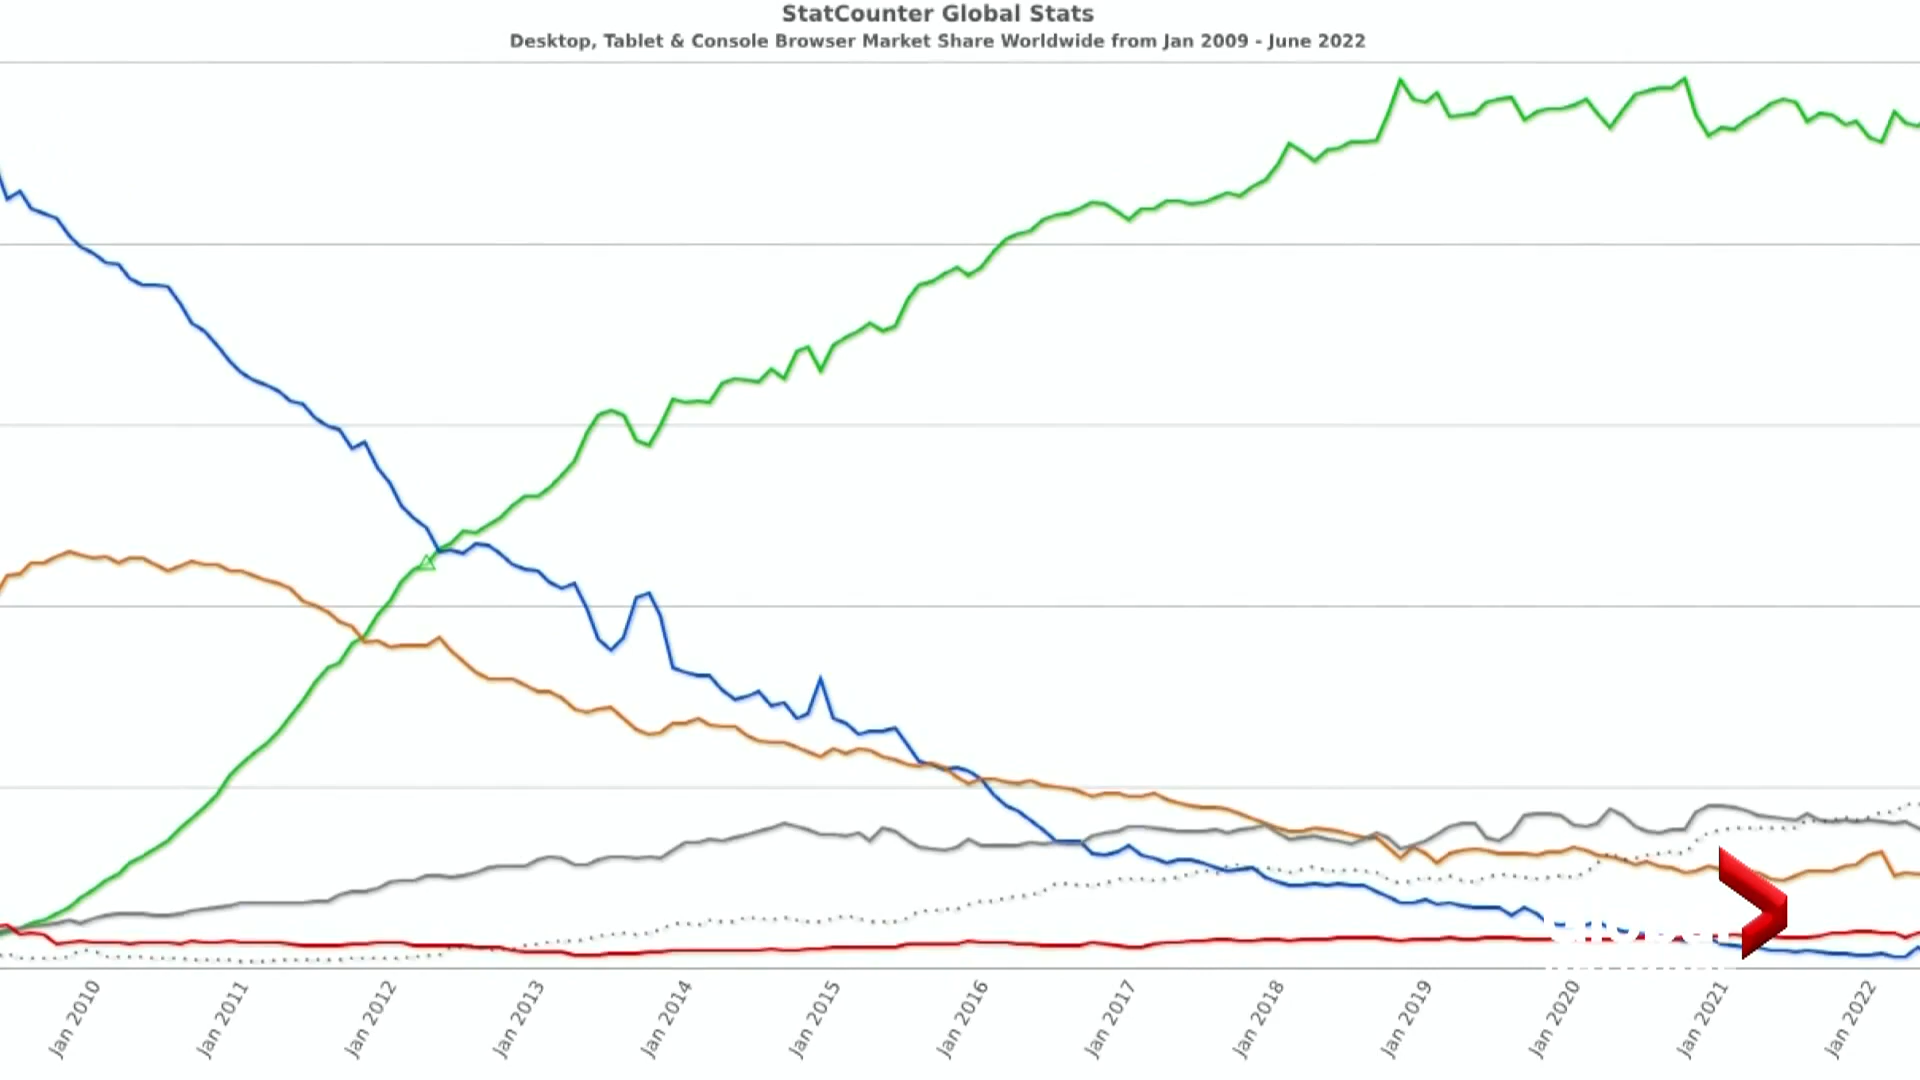 StatCounter Global Stats
Desktop, Tablet & Console Browser Market Share Worldwide from Jan 2009 - June 2022
Jan 2010
Jan 2011
Jan 2012
Jan 2013
Jan 2014
Jan 2015
Jan 2016
Jan 2017
Jan 2018
Jan 2019
Jan 2020
Jan 2021
Jan 2022